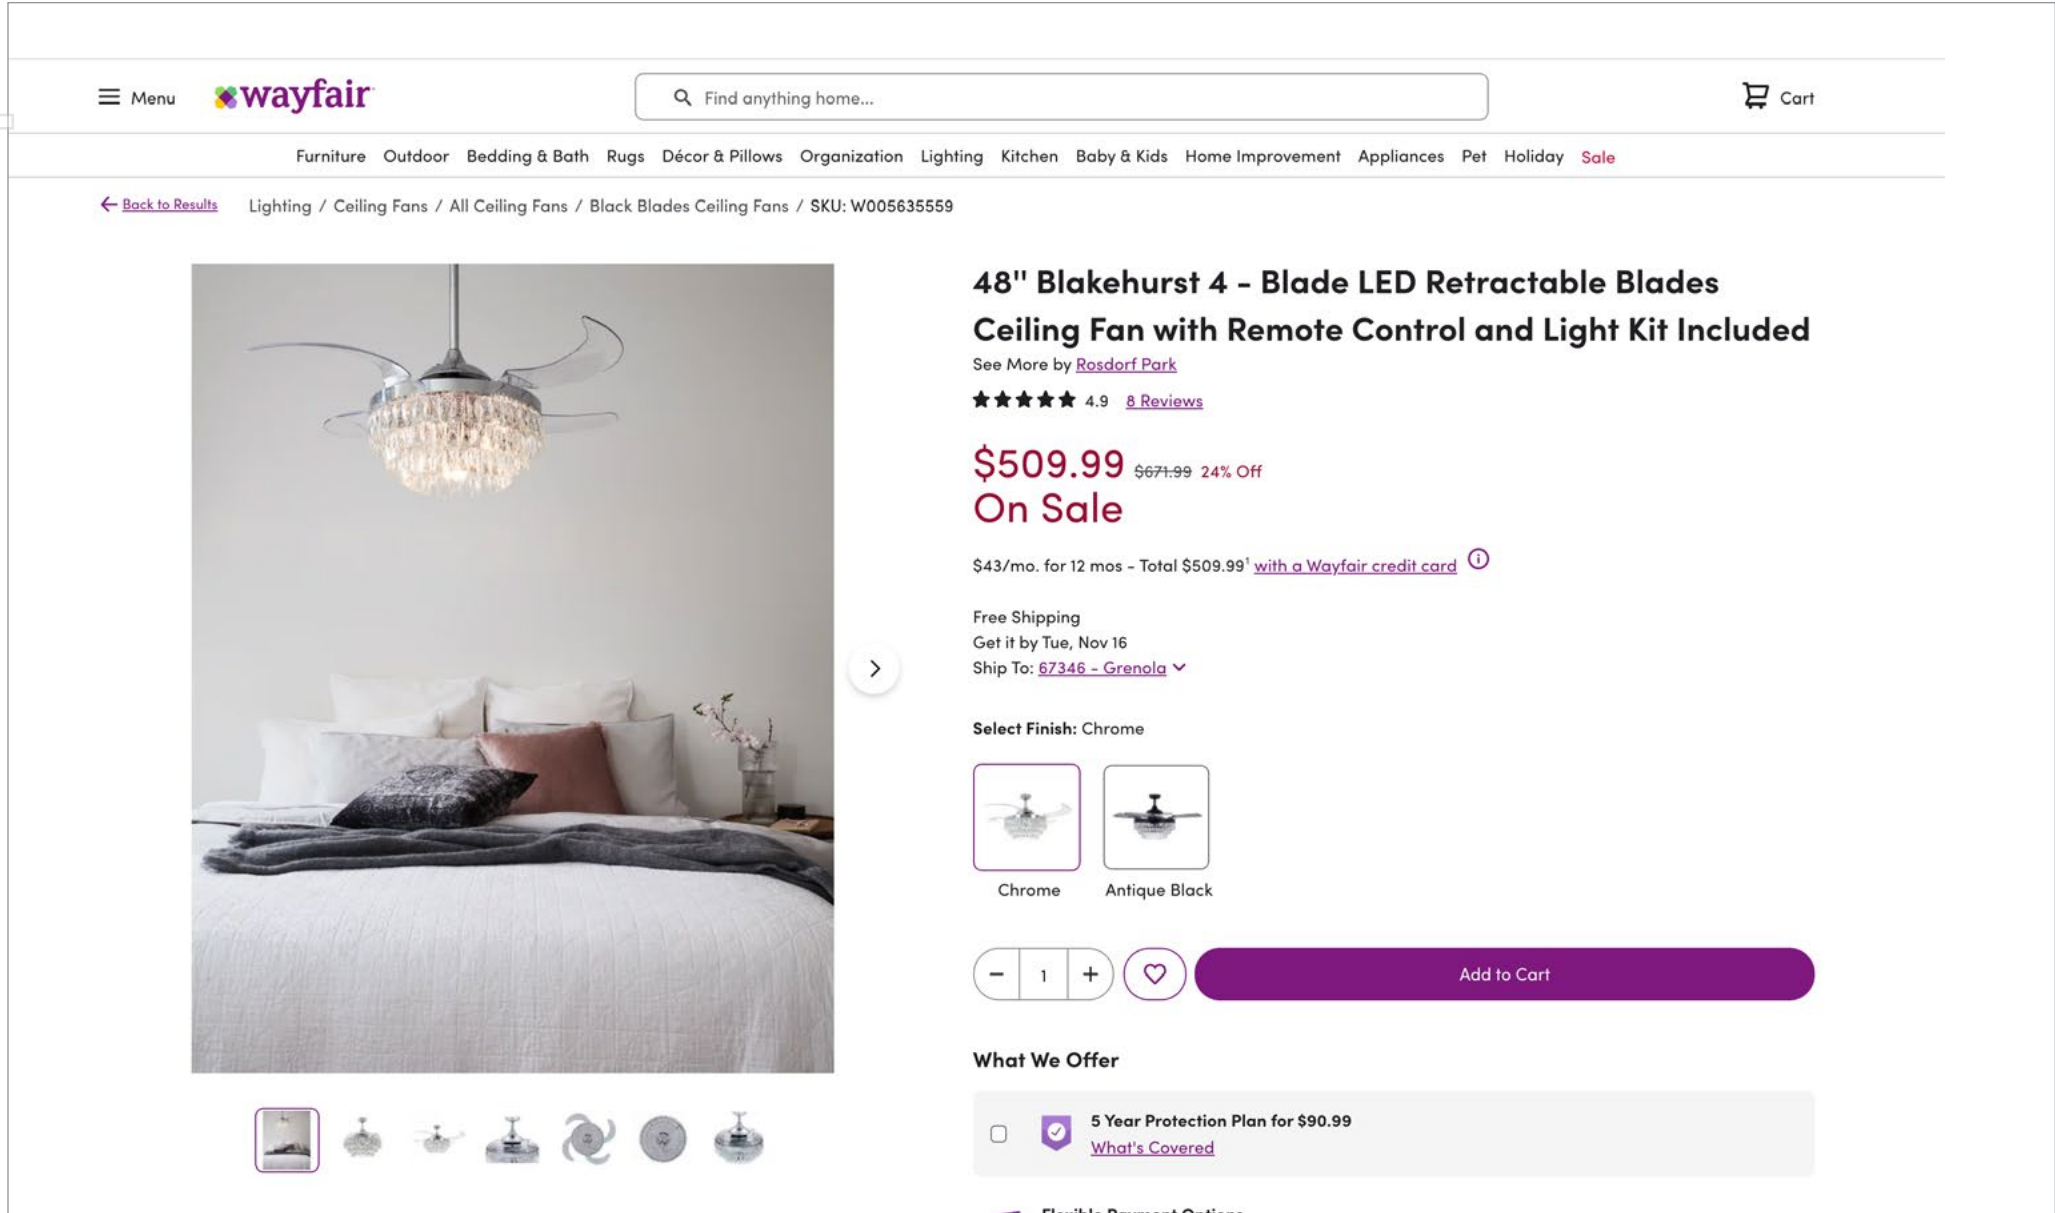 Menu
wayfair
Find anything home...
Cart
Furniture Outdoor Bedding & Bath Rugs Décor & Pillows Organization Lighting Kitchen Baby & Kids Home Improvement Appliances Pet Holiday Sale
Back to Results Lighting / Ceiling Fans / All Ceiling Fans / Black Blades Ceiling Fans / SKU: W005635559
48" Blakehurst 4 - Blade LED Retractable Blades
Ceiling Fan with Remote Control and Light Kit Included
See More by Rosdorf Park
4.9 8 Reviews
$509.99 $671.99 24% Off
On Sale
$43/mo. for 12 mos - Total $509.99¹ with a Wayfair credit card
Free Shipping
Get it by Tue, Nov 16
Ship To: 67346 - Grenola
Select Finish: Chrome
Chrome Antique Black
1
Add to Cart
What We Offer
5 Year Protection Plan for $90.99
What's Covered
Flexible Payment Options